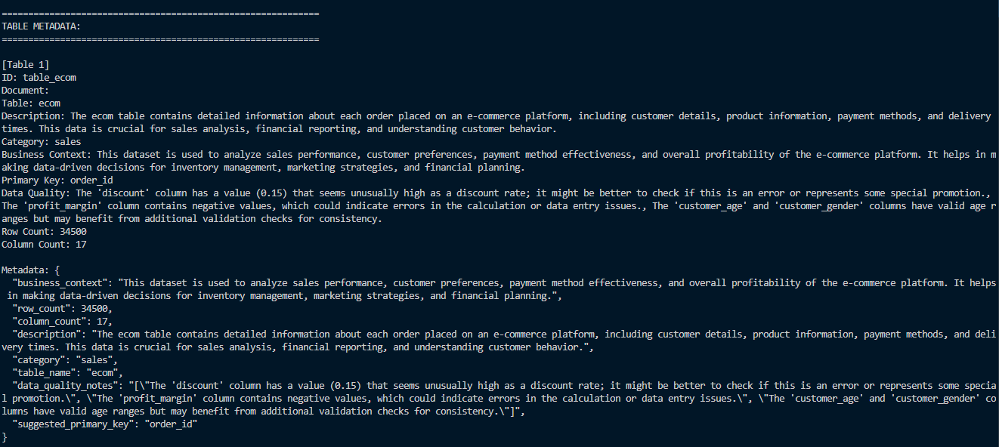 ============================================================
TABLE METADATA:
============================================================
[Table 1]
ID: table_ecom
Document:
Table: ecom
Description: The ecom table contains detailed information about each order placed on an e-commerce platform, including customer details, product information, payment methods, and delivery
times. This data is crucial for sales analysis, financial reporting, and understanding customer behavior.
Category: sales
Business Context: This dataset is used to analyze sales performance, customer preferences, payment method effectiveness, and overall profitability of the e-commerce platform. It helps in m
aking data-driven decisions for inventory management, marketing strategies, and financial planning.
Primary Key: order_id
Data Quality: The 'discount' column has a value (0.15) that seems unusually high as a discount rate; it might be better to check if this is an error or represents some special promotion.,
The 'profit_margin' column contains negative values, which could indicate errors in the calculation or data entry issues., The 'customer_age' and 'customer_gender' columns have valid age r
anges but may benefit from additional validation checks for consistency.
Row Count: 34500
Column Count: 17
Metadata: {
  "business_context": "This dataset is used to analyze sales performance, customer preferences, payment method effectiveness, and overall profitability of the e-commerce platform. It helps
 in making data-driven decisions for inventory management, marketing strategies, and financial planning.",
  "row_count": 34500,
  "column_count": 17,
  "description": "The ecom table contains detailed information about each order placed on an e-commerce platform, including customer details, product information, payment methods, and deli
very times. This data is crucial for sales analysis, financial reporting, and understanding customer behavior.",
  "category": "sales",
  "table_name": "ecom",
  "data_quality_notes": "[\"The 'discount' column has a value (0.15) that seems unusually high as a discount rate; it might be better to check if this is an error or represents some specia
l promotion.\", \"The 'profit_margin' column contains negative values, which could indicate errors in the calculation or data entry issues.\", \"The 'customer_age' and 'customer_gender' co
lumns have valid age ranges but may benefit from additional validation checks for consistency.\"]",
  "suggested_primary_key": "order_id"
}